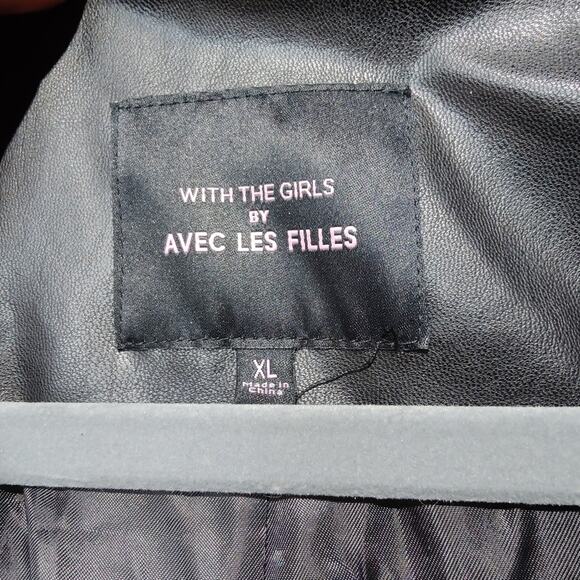 WITH THE GIRLS
BY
AVEC LES FILLES
XL
Made in
China